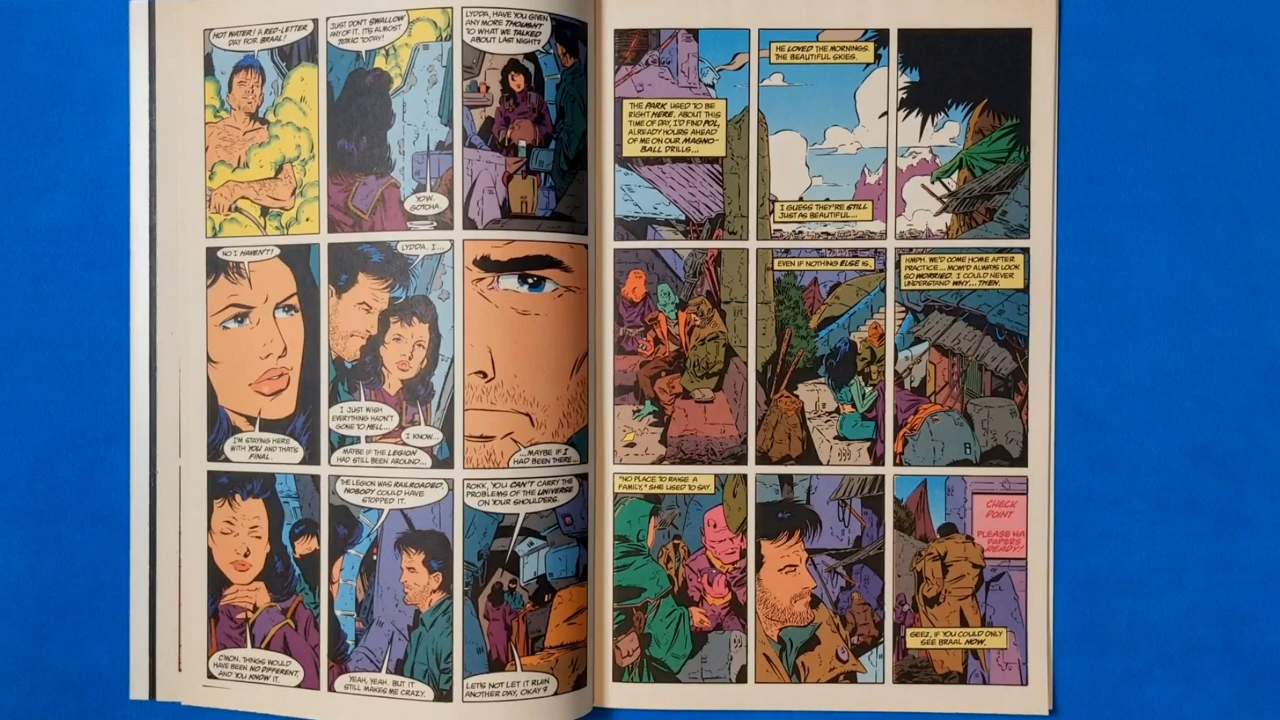 HOT WATER! A RED-LETTER
DAY FOR BRAAL!
JUST DON'T SWALLOW
ANY OF IT. IT'S ALMOST
TOXIC TODAY!
YOW.
GOTCHA.
LYDDA, HAVE YOU GIVEN
ANY MORE THOUGHT
TO WHAT WE TALKED
ABOUT LAST NIGHT?
NO I HAVEN'T!
I'M STAYING HERE
WITH YOU AND THAT'S
FINAL.
LYDDA, I...
I JUST WISH
EVERYTHING HADN'T
GONE TO HELL...
I KNOW...
MAYBE IF THE LEGION
HAD STILL BEEN AROUND...
...MAYBE IF I
HAD BEEN THERE...
C'MON. THINGS WOULD
HAVE BEEN NO DIFFERENT,
AND YOU KNOW IT.
THE LEGION WAS RAILROADED.
NOBODY COULD HAVE
STOPPED IT.
YEAH, YEAH. BUT IT
STILL MAKES ME CRAZY.
ROKK, YOU CAN'T CARRY THE
PROBLEMS OF THE UNIVERSE
ON YOUR SHOULDERS.
LET'S NOT LET IT RUIN
ANOTHER DAY, OKAY?
THE PARK USED TO BE
RIGHT HERE. ABOUT THIS
TIME OF DAY, I'D FIND POL,
ALREADY HOURS AHEAD
OF ME ON OUR MAGNO-
BALL DRILLS...
HE LOVED THE MORNINGS.
THE BEAUTIFUL SKIES.
I GUESS THEY'RE STILL
JUST AS BEAUTIFUL...
EVEN IF NOTHING ELSE IS.
HMPH. WE'D COME HOME AFTER
PRACTICE... MOM'D ALWAYS LOOK
SO WORRIED. I COULD NEVER
UNDERSTAND WHY... THEN.
"NO PLACE TO RAISE A
FAMILY," SHE USED TO SAY.
CHECK
POINT
PLEASE HA
PAPERS
READY!
GEEZ, IF YOU COULD ONLY
SEE BRAAL NOW.